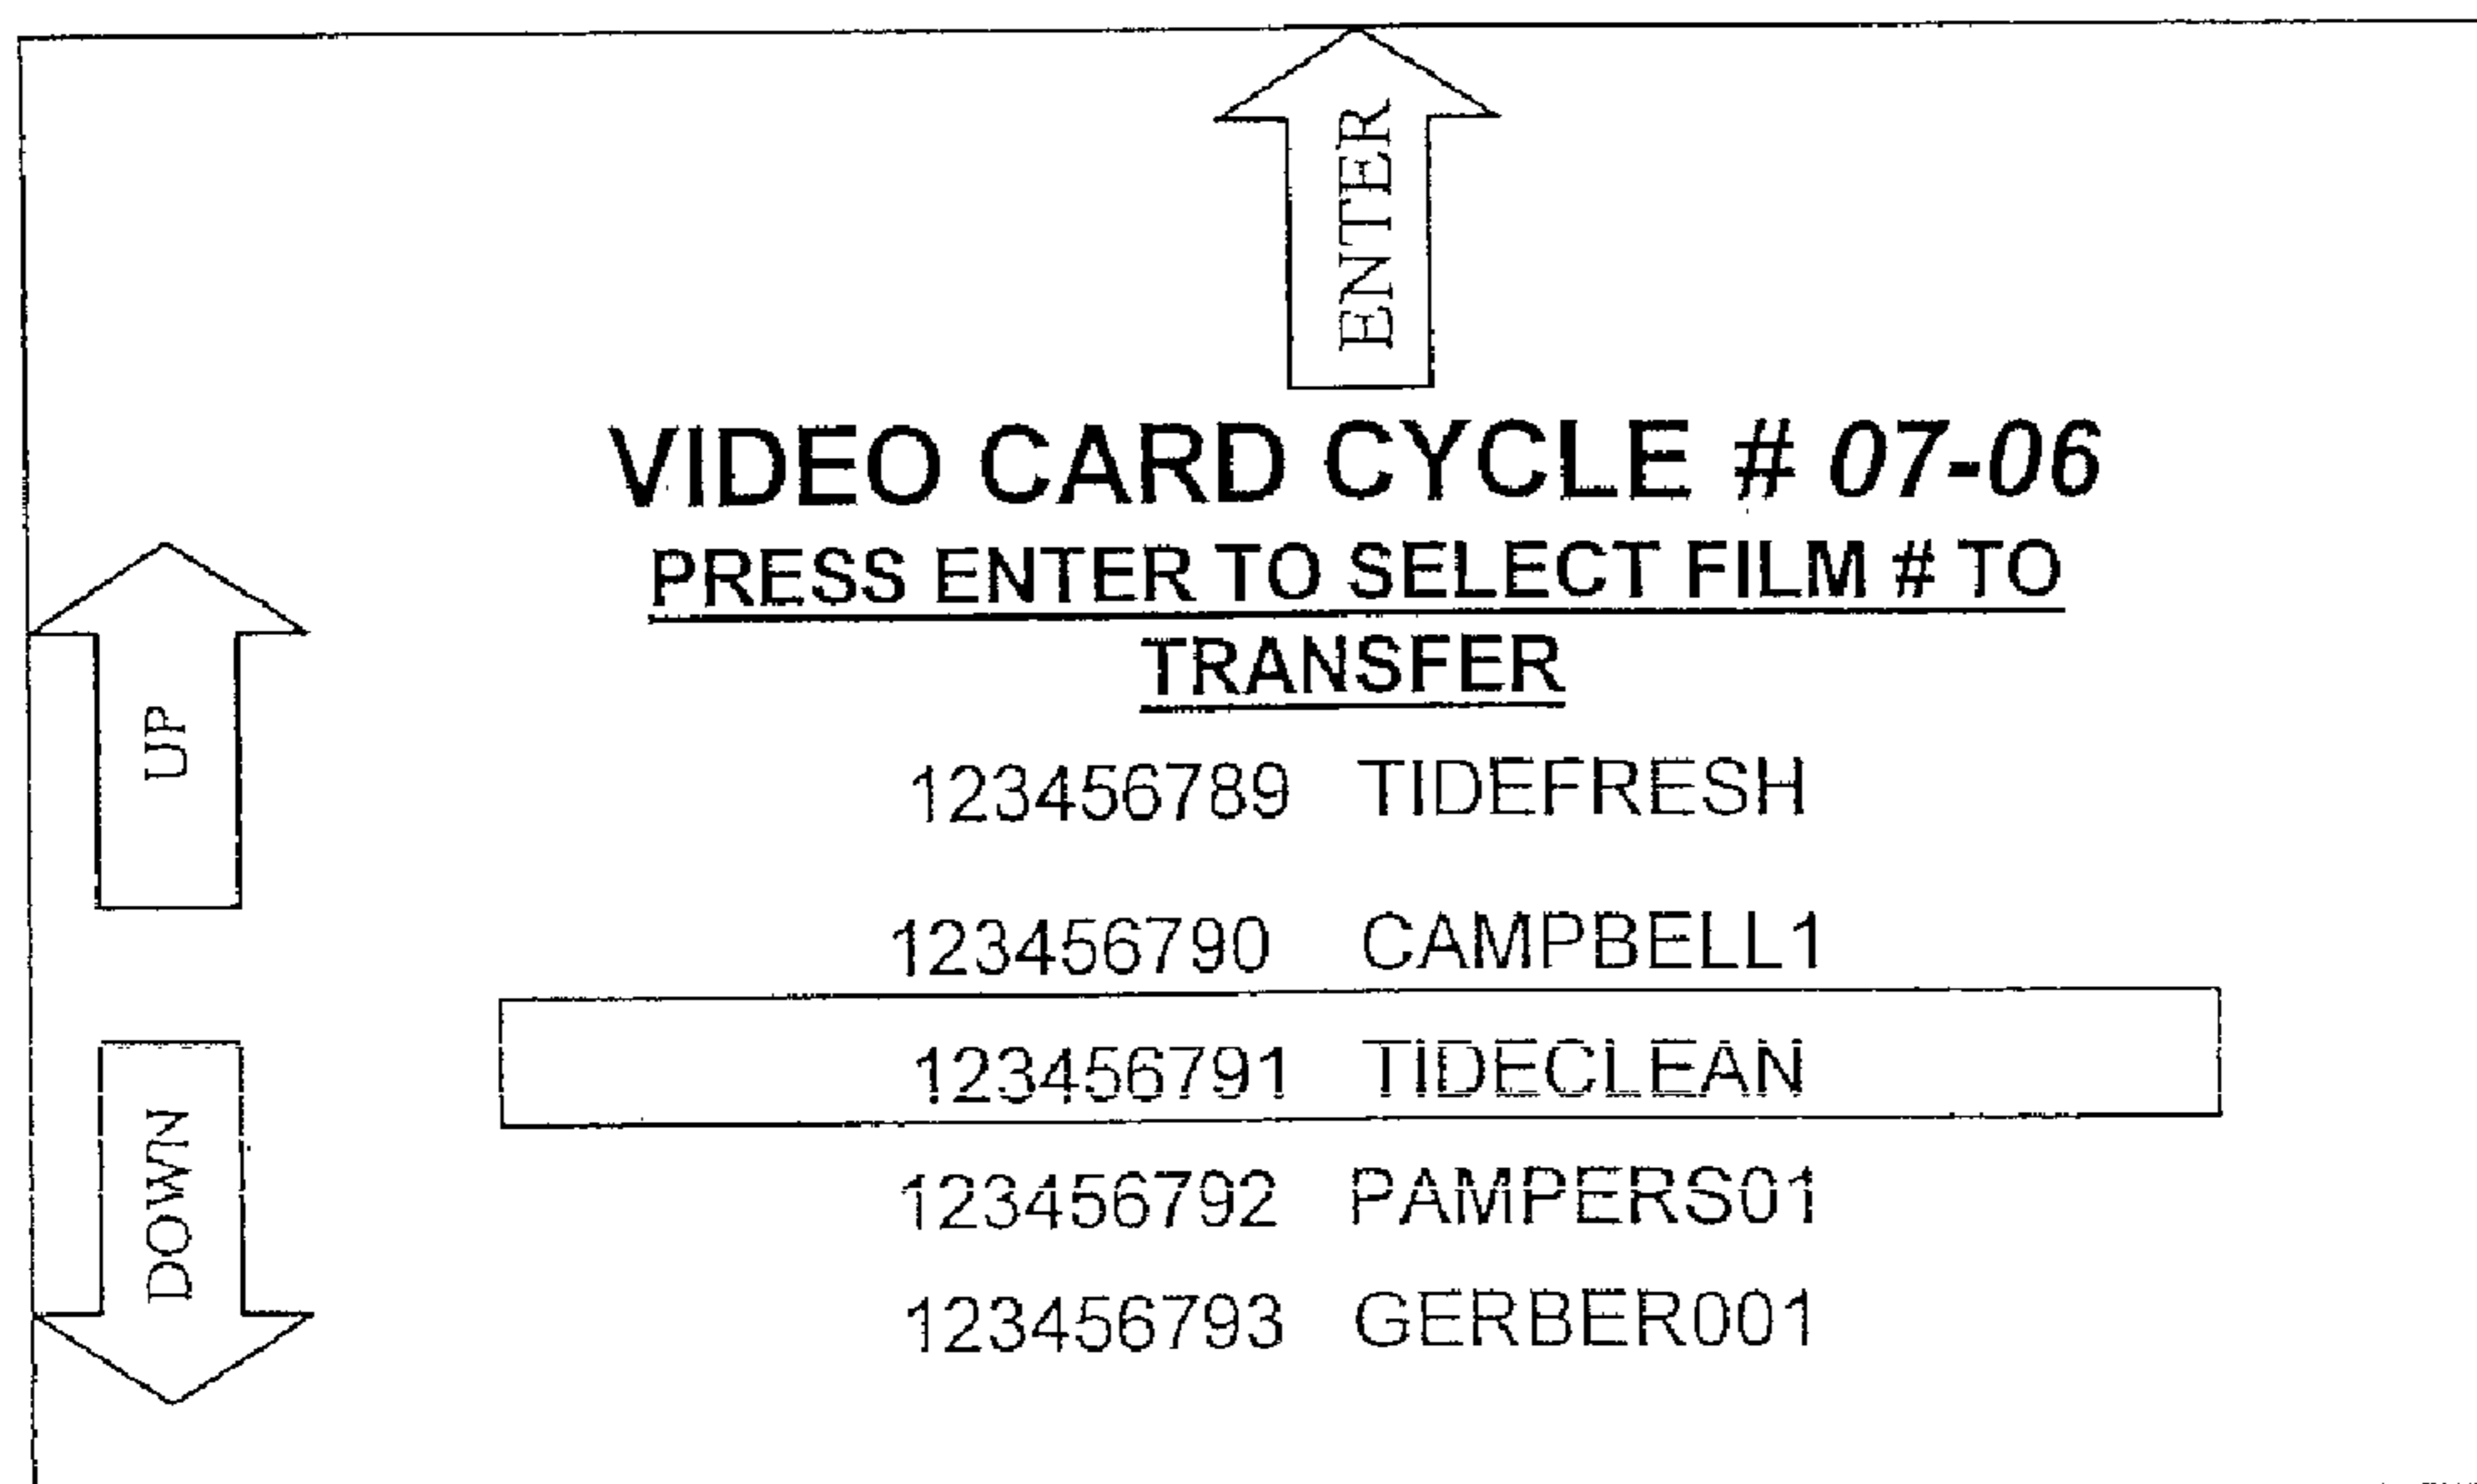 ENTER
VIDEO CARD CYCLE # 07-06
PRESS ENTER TO SELECT FILM # TO
TRANSFER
UP
123456789 TIDEFRESH
123456790 CAMPBELL1
123456791 TIDECLEAN
DOWN
123456792 PAMPERS01
123456793 GERBER001